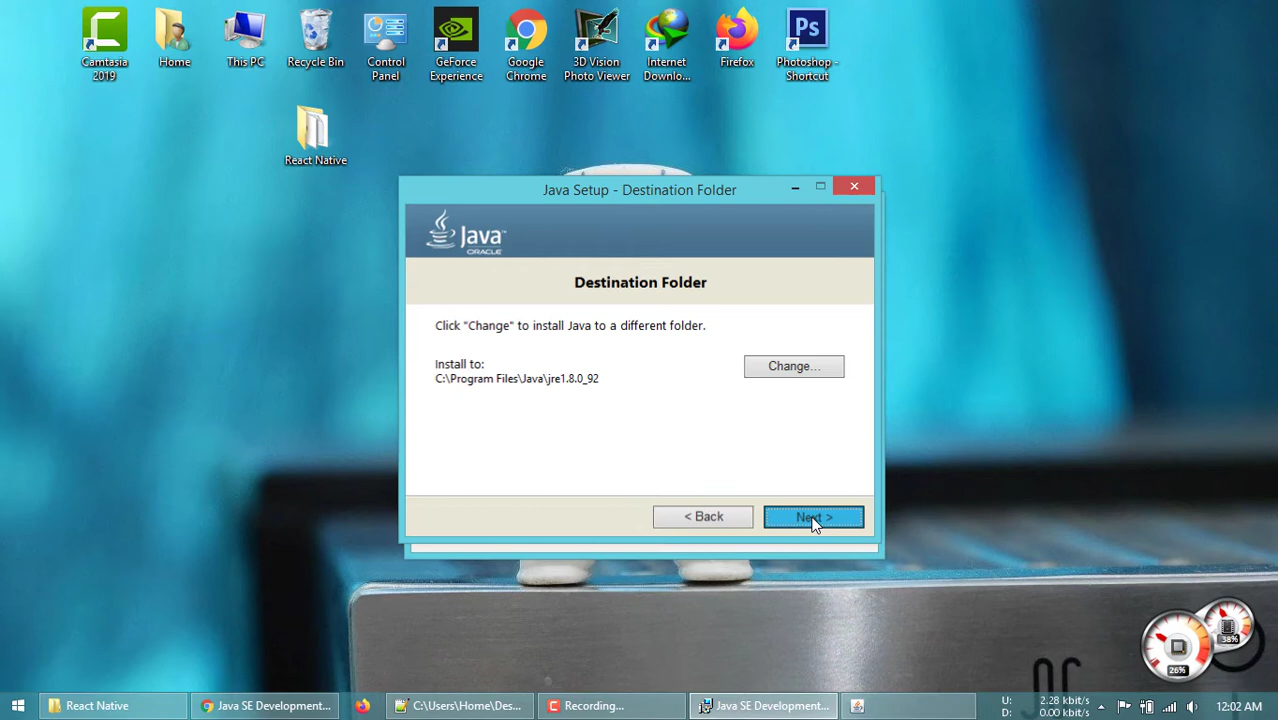 Camtasia 2019
Home
This PC
Recycle Bin
Control Panel
GeForce Experience
Google Chrome
3D Vision Photo Viewer
Internet Downlo...
Firefox
Photoshop - Shortcut
Ps
React Native
Java Setup - Destination Folder
Java
ORACLE
Destination Folder
Click "Change" to install Java to a different folder.
Install to:
C:\Program Files\Java\jre1.8.0_92
Change...
< Back
Next >
26%
38%
React Native
Java SE Development...
C:\Users\Home\Des...
Recording...
Java SE Development...
U: 2.28 kbit/s
D: 0.00 kbit/s
12:02 AM